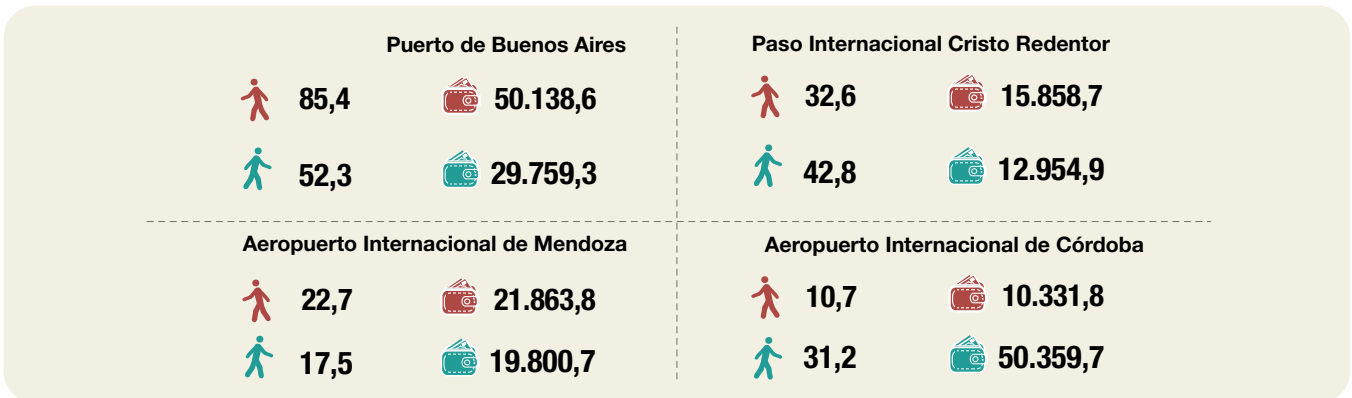 Puerto de Buenos Aires
85,4 50.138,6
52,3 29.759,3
Paso Internacional Cristo Redentor
32,6 15.858,7
42,8 12.954,9
Aeropuerto Internacional de Mendoza
22,7 21.863,8
17,5 19.800,7
Aeropuerto Internacional de Córdoba
10,7 10.331,8
31,2 50.359,7